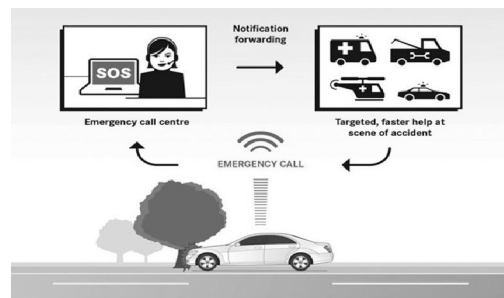 Notification
forwarding
SOS
Emergency call centre
Targeted, faster help at
scene of accident
EMERGENCY CALL